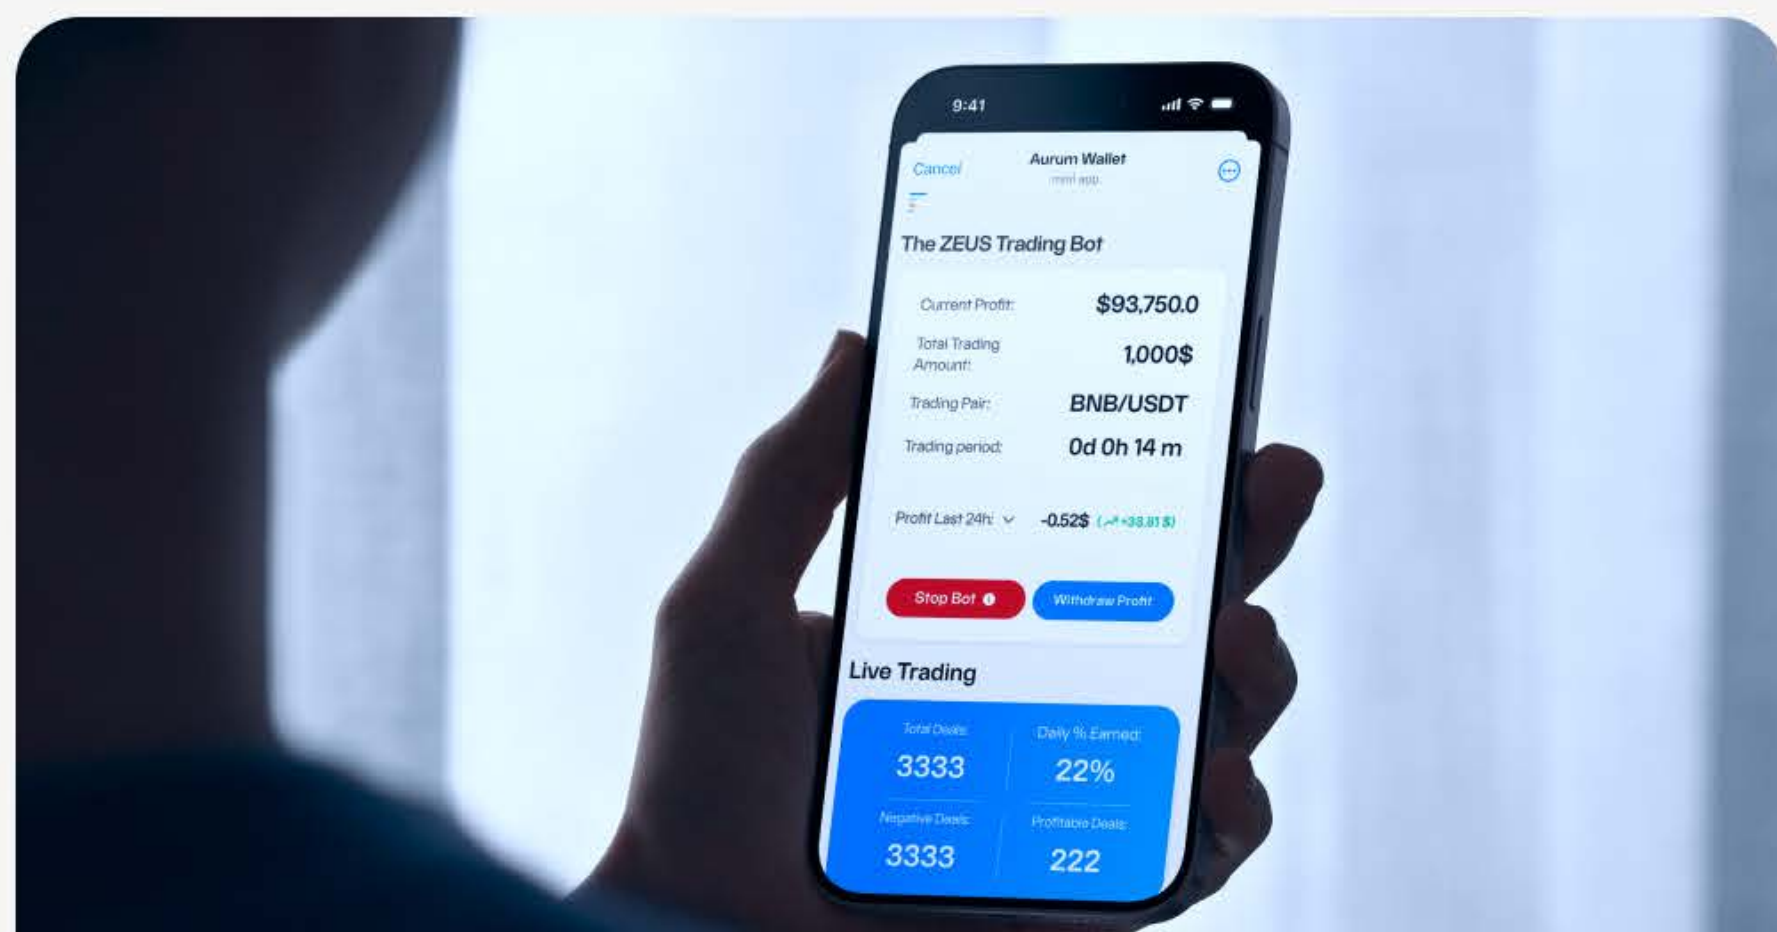 9:41
Cancel
Aurum Wallet
mini app
The ZEUS Trading Bot
Current Profit:
$93,750.0
Total Trading
Amount:
1,000$
Trading Pair:
BNB/USDT
Trading period:
0d 0h 14 m
Profit Last 24h:
-0.52$ (+38.81 $)
Stop Bot
Withdraw Profit
Live Trading
Total Deals:
Daily % Earned:
3333
22%
Negative Deals:
Profitable Deals:
3333
222